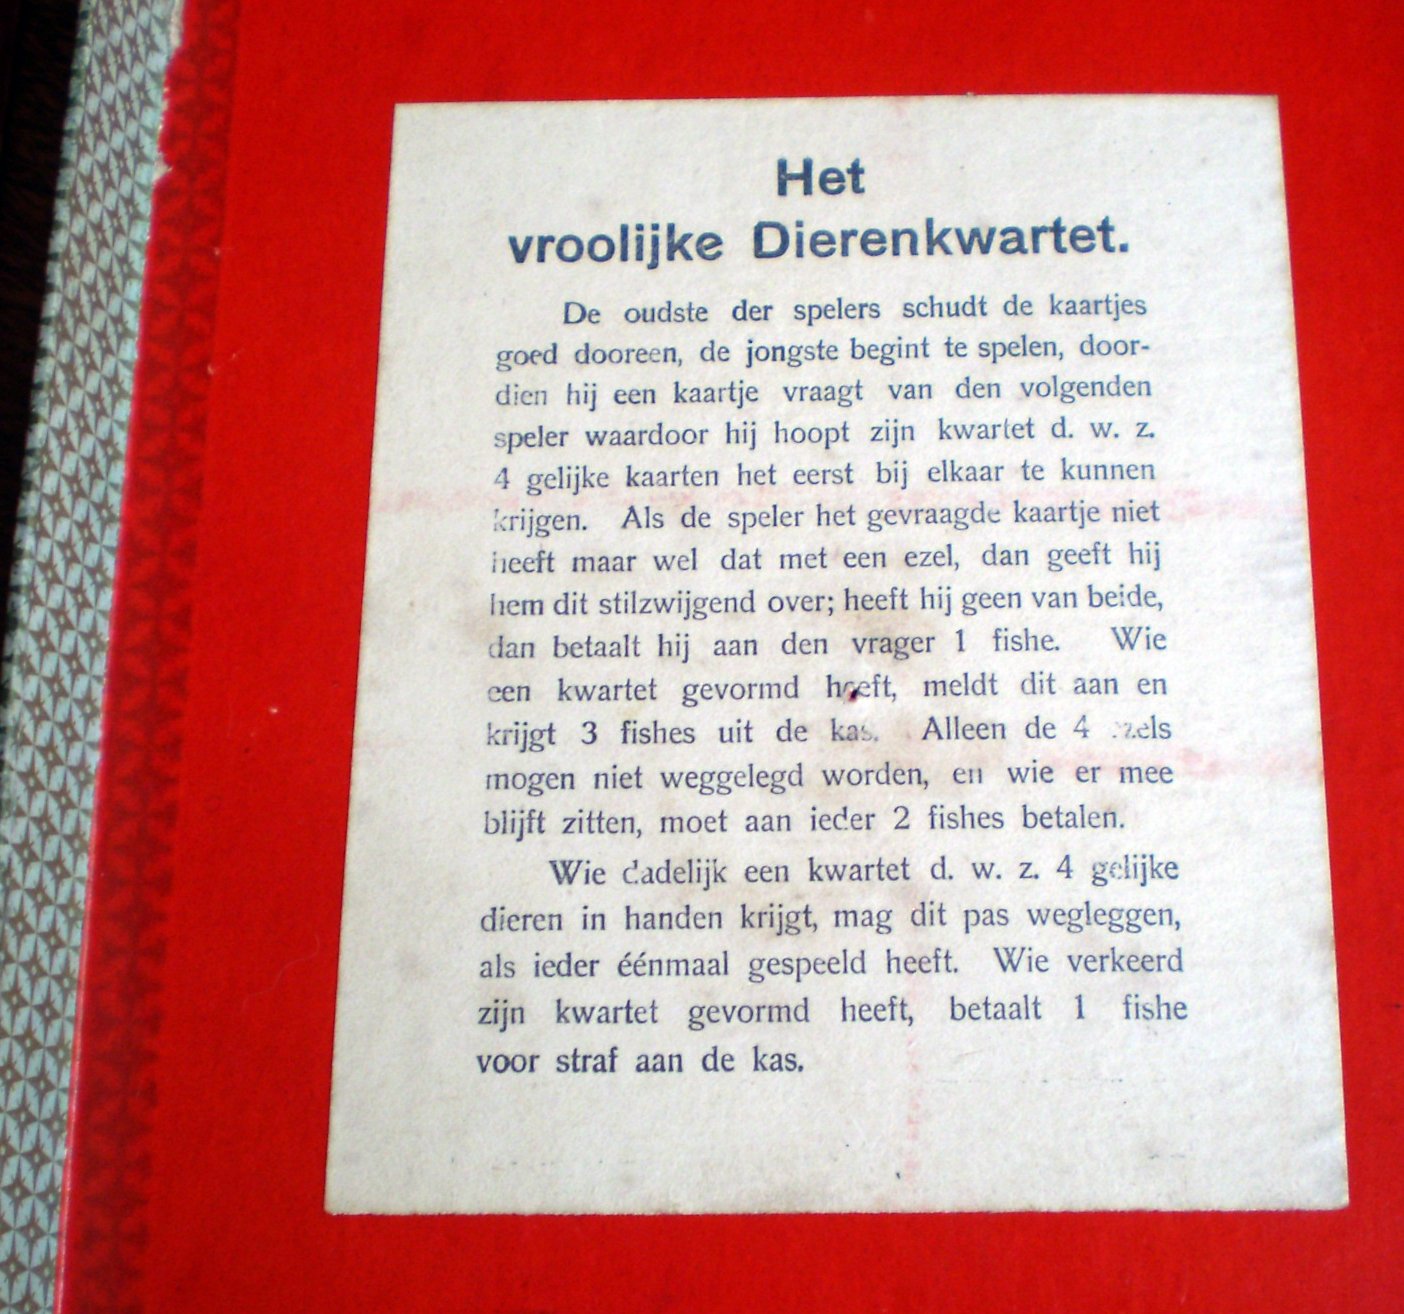 Het
vroolijke Dierenkwartet.
De oudste der spelers schudt de kaartjes
goed dooreen, de jongste begint te spelen, door-
dien hij een kaartje vraagt van den volgenden
speler waardoor hij hoopt zijn kwartet d. w. z.
4 gelijke kaarten het eerst bij elkaar te kunnen
krijgen. Als de speler het gevraagde kaartje niet
heeft maar wel dat met een ezel, dan geeft hij
hem dit stilzwijgend over; heeft hij geen van beide,
dan betaalt hij aan den vrager 1 fishe. Wie
een kwartet gevormd heeft, meldt dit aan en
krijgt 3 fishes uit de kas. Alleen de 4 ezels
mogen niet weggelegd worden, en wie er mee
blijft zitten, moet aan ieder 2 fishes betalen.
Wie dadelijk een kwartet d. w. z. 4 gelijke
dieren in handen krijgt, mag dit pas wegleggen,
als ieder éénmaal gespeeld heeft. Wie verkeerd
zijn kwartet gevormd heeft, betaalt 1 fishe
voor straf aan de kas.